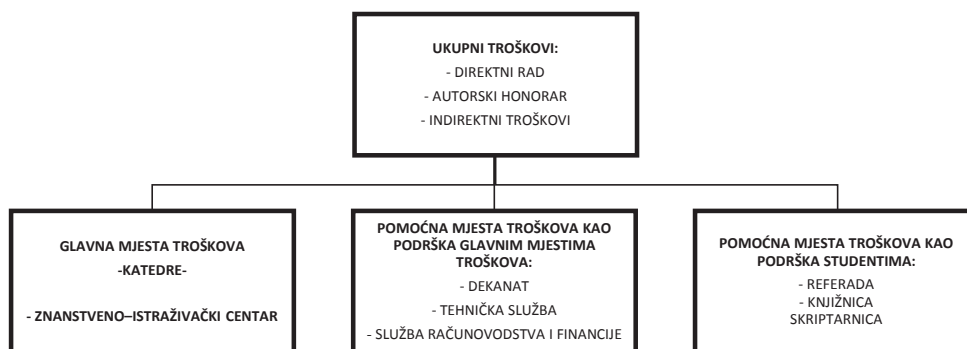 UKUPNI TROŠKOVI:
- DIREKTNI RAD
- AUTORSKI HONORAR
- INDIREKTNI TROŠKOVI
GLAVNA MJESTA TROŠKOVA
-KATEDRE-
- ZNANSTVENO–ISTRAŽIVAČKI CENTAR
POMOĆNA MJESTA TROŠKOVA KAO
PODRŠKA GLAVNIM MJESTIMA
TROŠKOVA:
- DEKANAT
- TEHNIČKA SLUŽBA
- SLUŽBA RAČUNOVODSTVA I FINANCIJE
POMOĆNA MJESTA TROŠKOVA KAO
PODRŠKA STUDENTIMA:
- REFERADA
- KNJIŽNICA
SKRIPTARNICA